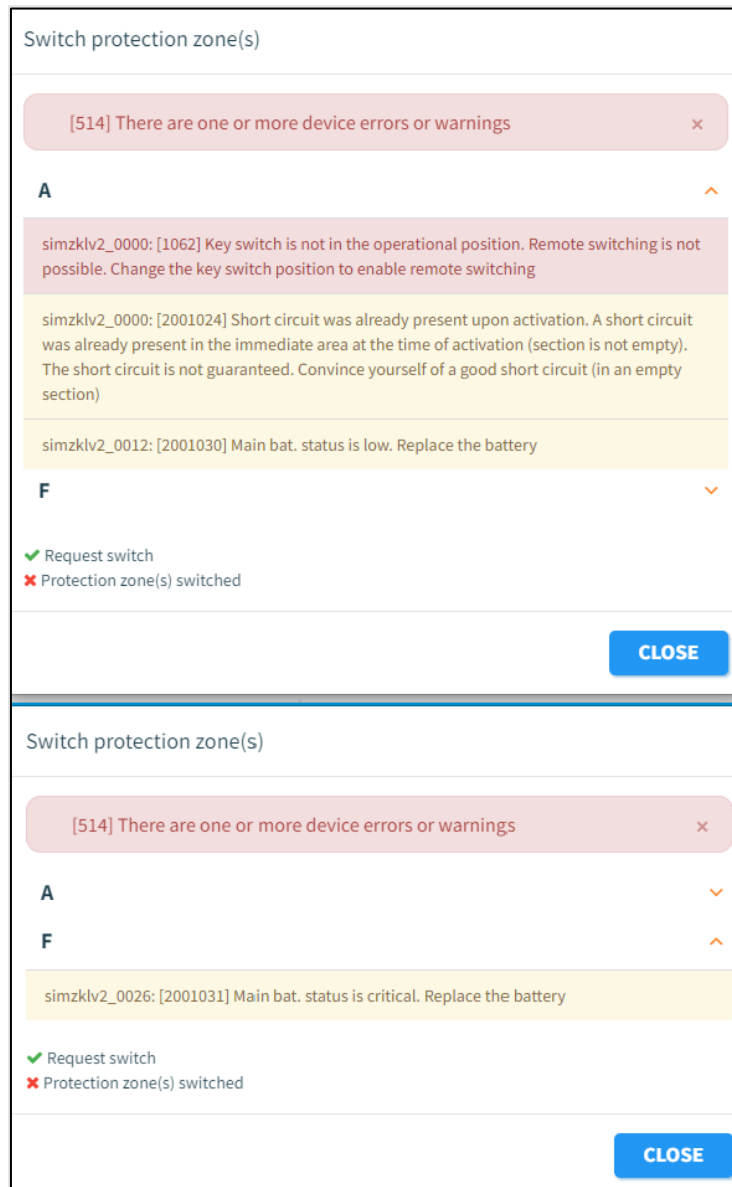 Switch protection zone(s)
[514] There are one or more device errors or warnings ×
A
simzklv2_0000: [1062] Key switch is not in the operational position. Remote switching is not
possible. Change the key switch position to enable remote switching
simzklv2_0000: [2001024] Short circuit was already present upon activation. A short circuit
was already present in the immediate area at the time of activation (section is not empty).
The short circuit is not guaranteed. Convince yourself of a good short circuit (in an empty
section)
simzklv2_0012: [2001030] Main bat. status is low. Replace the battery
F
✔ Request switch
✖ Protection zone(s) switched
CLOSE
Switch protection zone(s)
[514] There are one or more device errors or warnings ×
A
F
simzklv2_0026: [2001031] Main bat. status is critical. Replace the battery
✔ Request switch
✖ Protection zone(s) switched
CLOSE